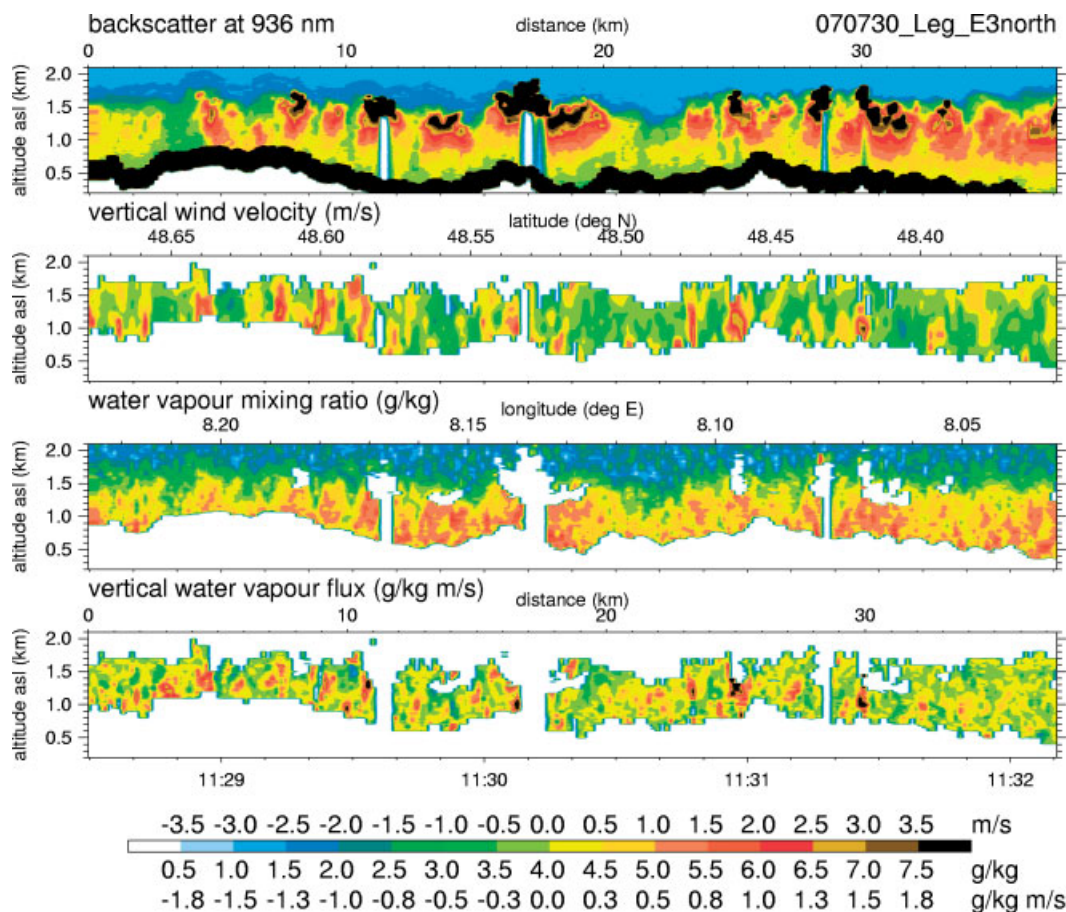 backscatter at 936 nm distance (km) 070730_Leg_E3north
0 10 20 30
altitude asl (km)
2.0
1.5
1.0
0.5
vertical wind velocity (m/s) latitude (deg N)
48.65 48.60 48.55 48.50 48.45 48.40
altitude asl (km)
2.0
1.5
1.0
0.5
water vapour mixing ratio (g/kg) longitude (deg E)
8.20 8.15 8.10 8.05
altitude asl (km)
2.0
1.5
1.0
0.5
vertical water vapour flux (g/kg m/s) distance (km)
0 10 20 30
altitude asl (km)
2.0
1.5
1.0
0.5
11:29 11:30 11:31 11:32
-3.5 -3.0 -2.5 -2.0 -1.5 -1.0 -0.5 0.0 0.5 1.0 1.5 2.0 2.5 3.0 3.5 m/s
0.5 1.0 1.5 2.0 2.5 3.0 3.5 4.0 4.5 5.0 5.5 6.0 6.5 7.0 7.5 g/kg
-1.8 -1.5 -1.3 -1.0 -0.8 -0.5 -0.3 0.0 0.3 0.5 0.8 1.0 1.3 1.5 1.8 g/kg m/s